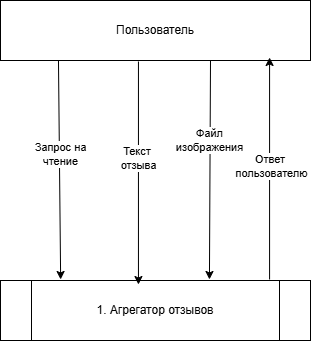 Пользователь
Запрос на
чтение
Текст
отзыва
Файл
изображения
Ответ
пользователю
1. Агрегатор отзывов